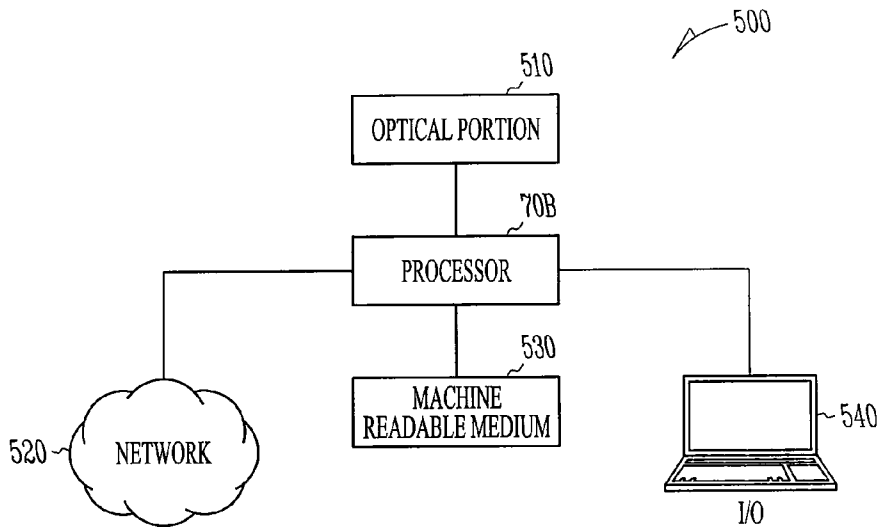 500
510
OPTICAL PORTION
70B
PROCESSOR
530
MACHINE
READABLE MEDIUM
520
NETWORK
540
I/O